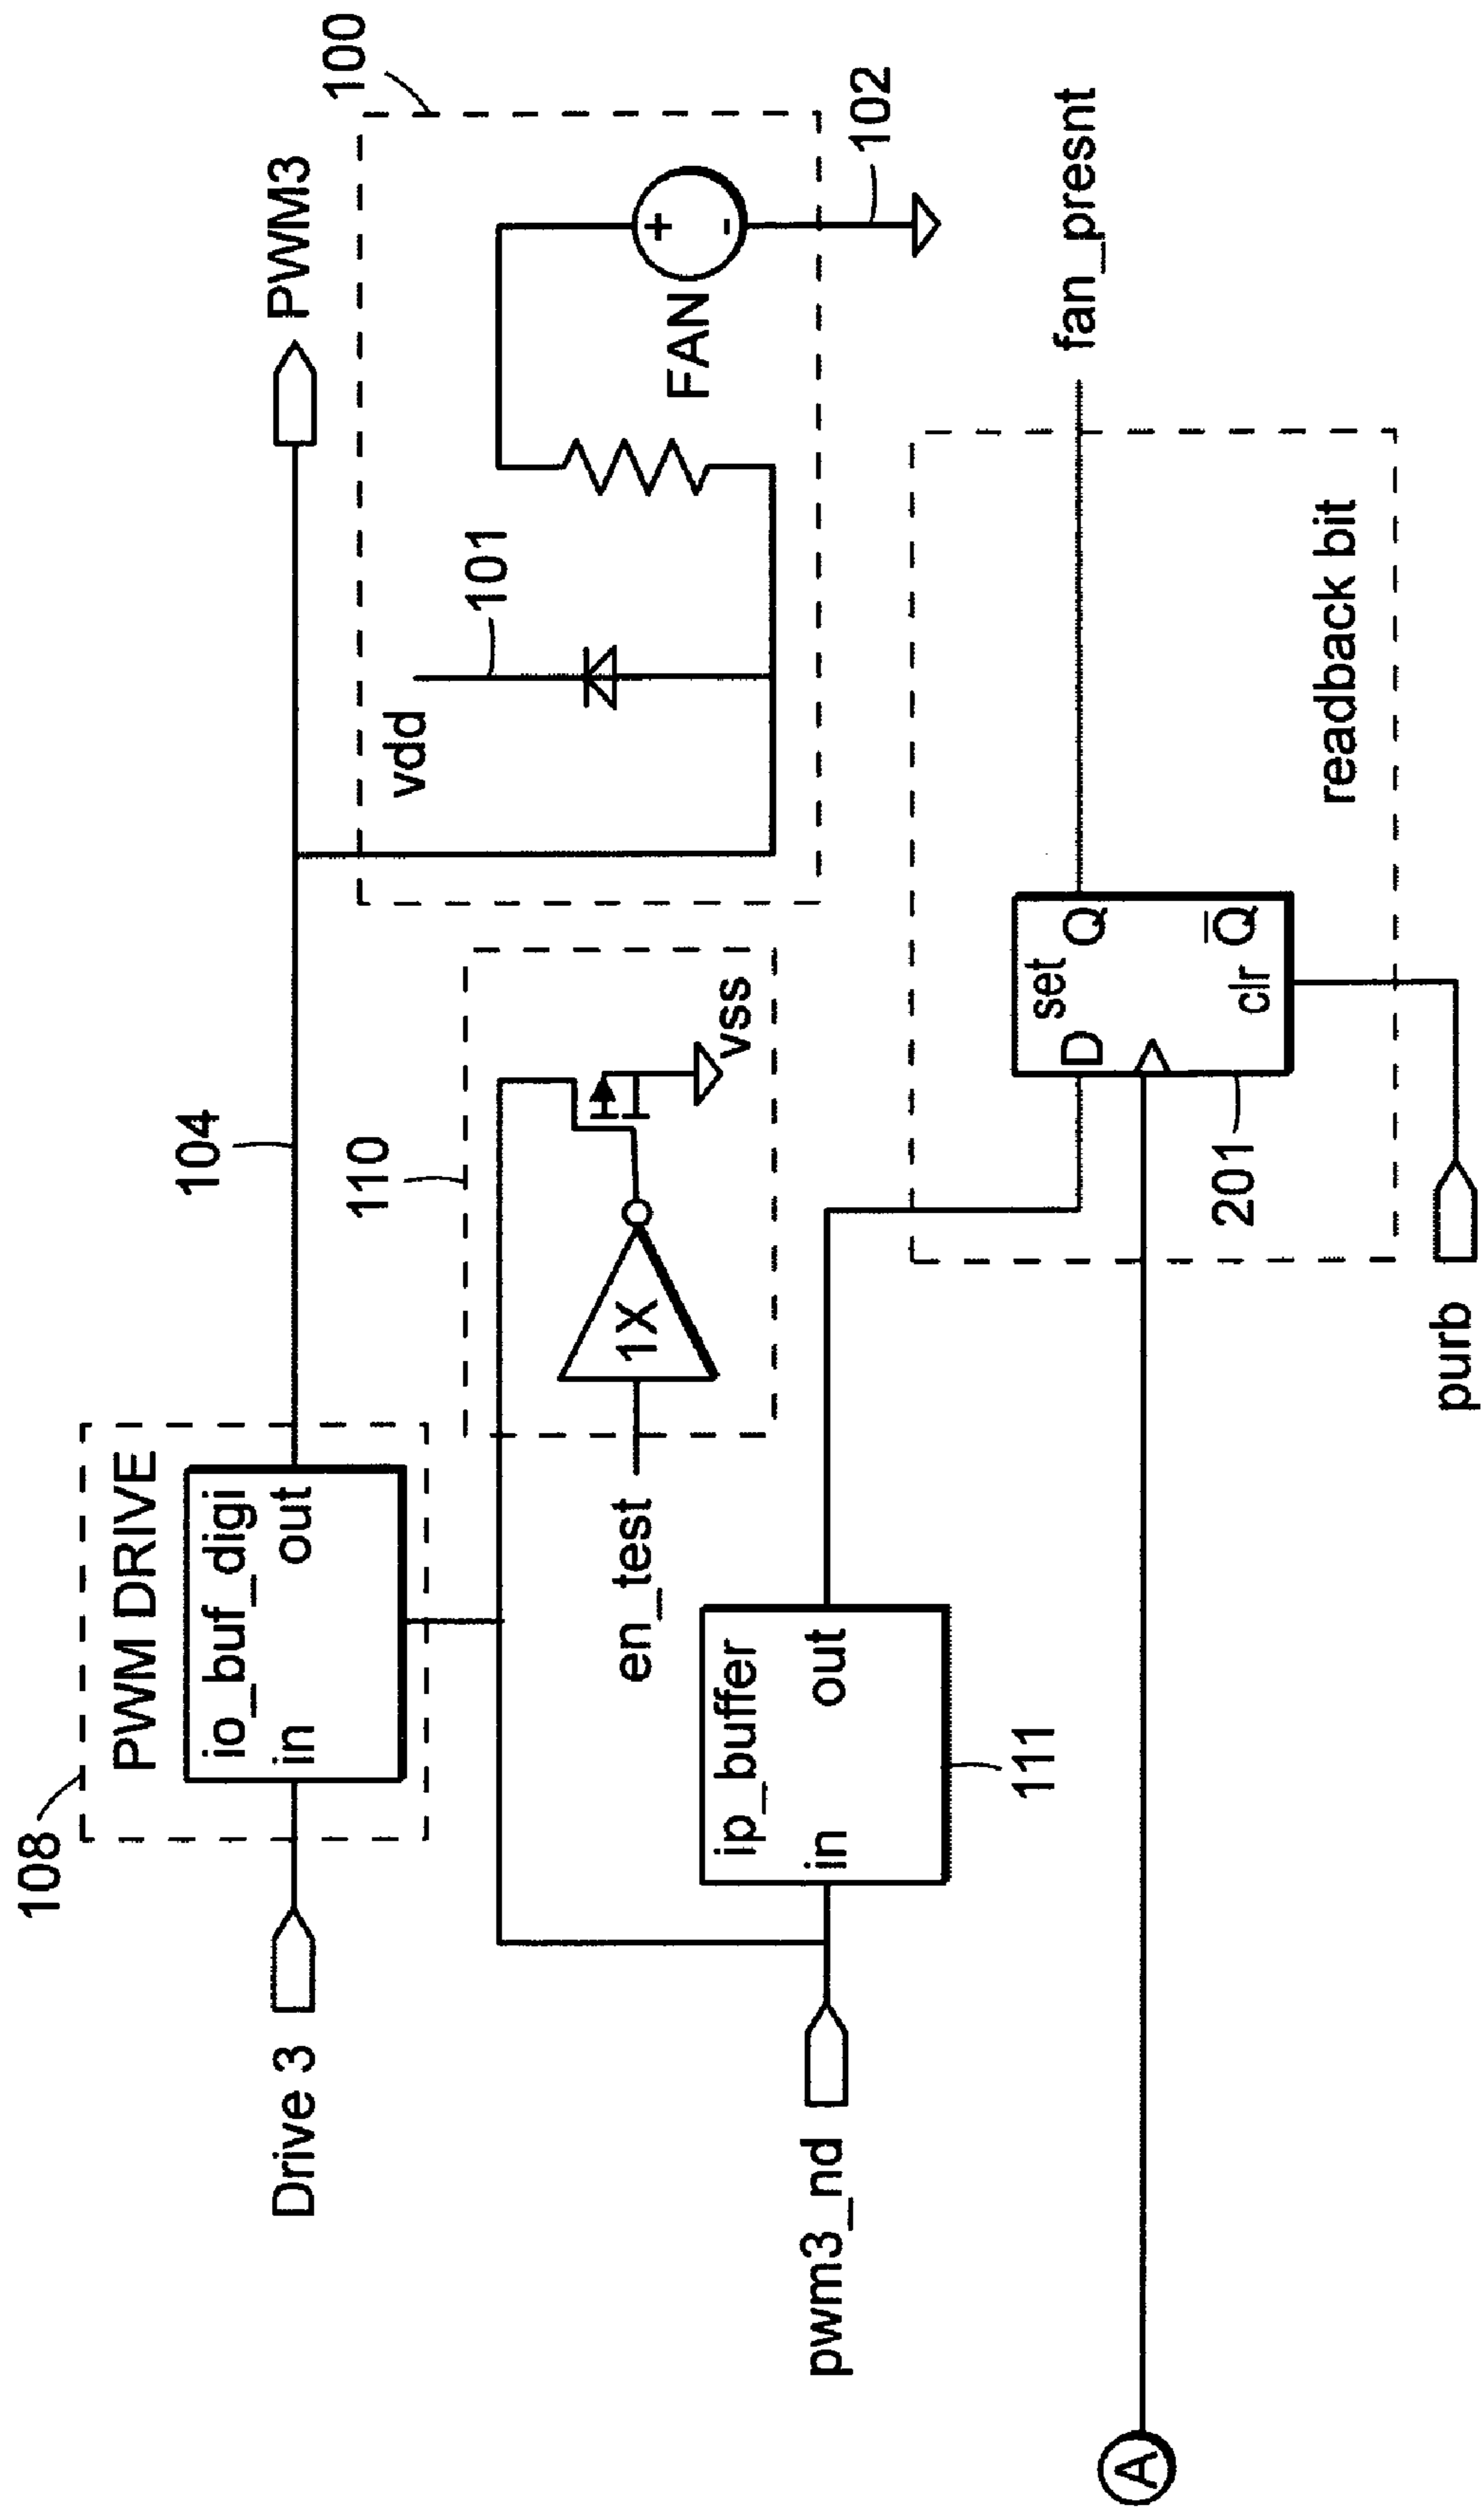 108
PWM DRIVE
io_buf_digi
in
out
Drive 3
104
PWM3
100
110
vdd
101
FAN
+
-
102
1X
en_test
vss
ip_buffer
in
out
111
pwm3_nd
set
D
Q
Q̅
clr
201
fan_presnt
readback bit
purb
A